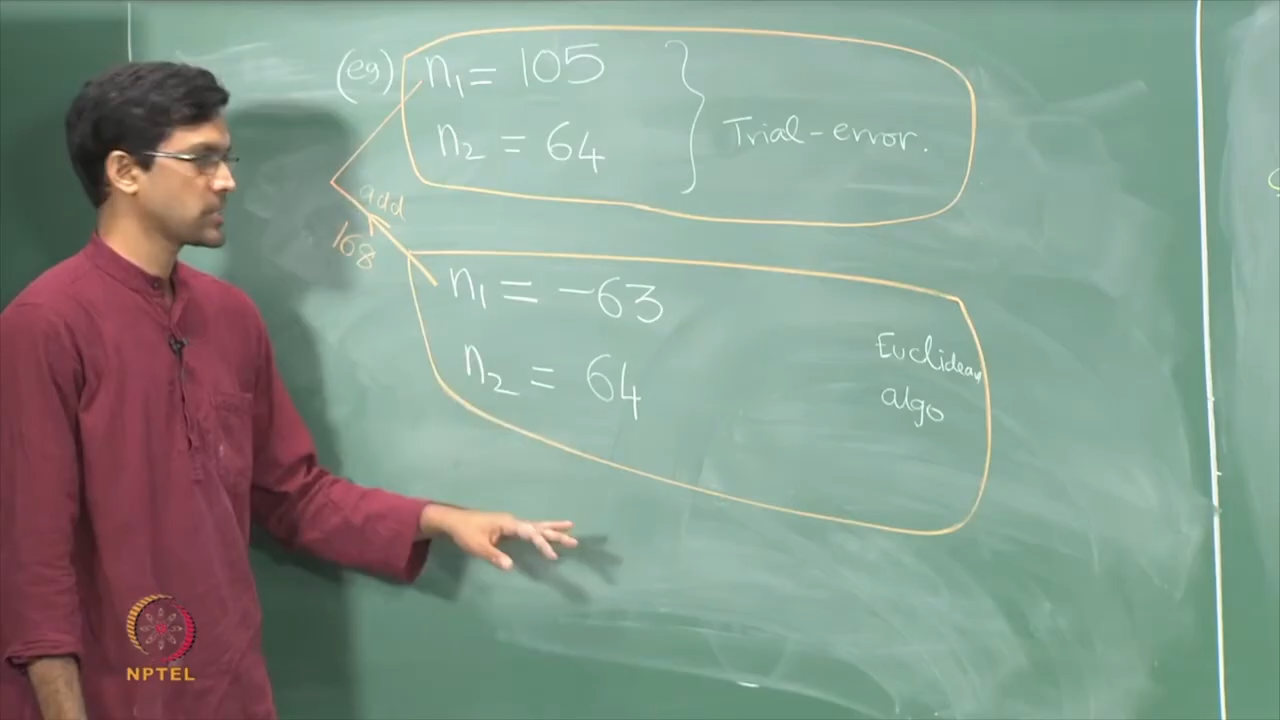 (eg) n₁ = 105
n₂ = 64
Trial-error.
add
168
n₁ = -63
n₂ = 64
Euclidean
algo
NPTEL